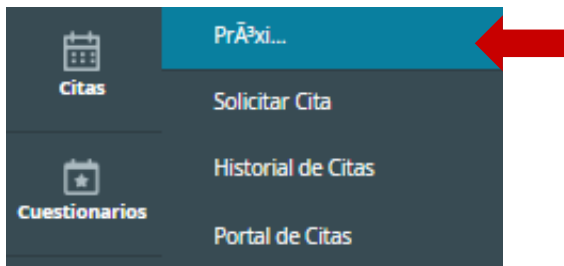 Citas
PrÃ³xi...
Solicitar Cita
Historial de Citas
Cuestionarios
Portal de Citas